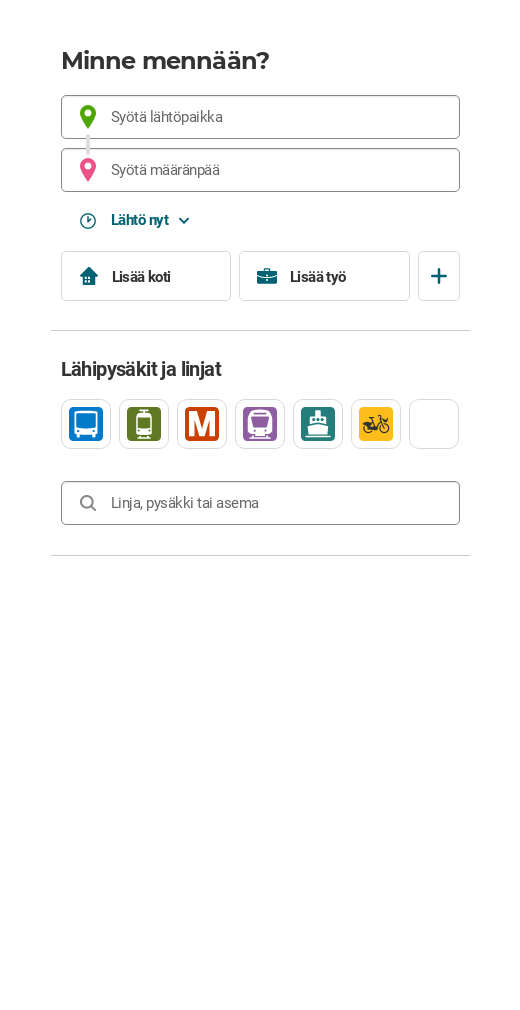 Minne mennään?
Syötä lähtöpaikka
Syötä määränpää
Lähtö nyt
Lisää koti
Lisää työ
Lähipysäkit ja linjat
M
Linja, pysäkki tai asema